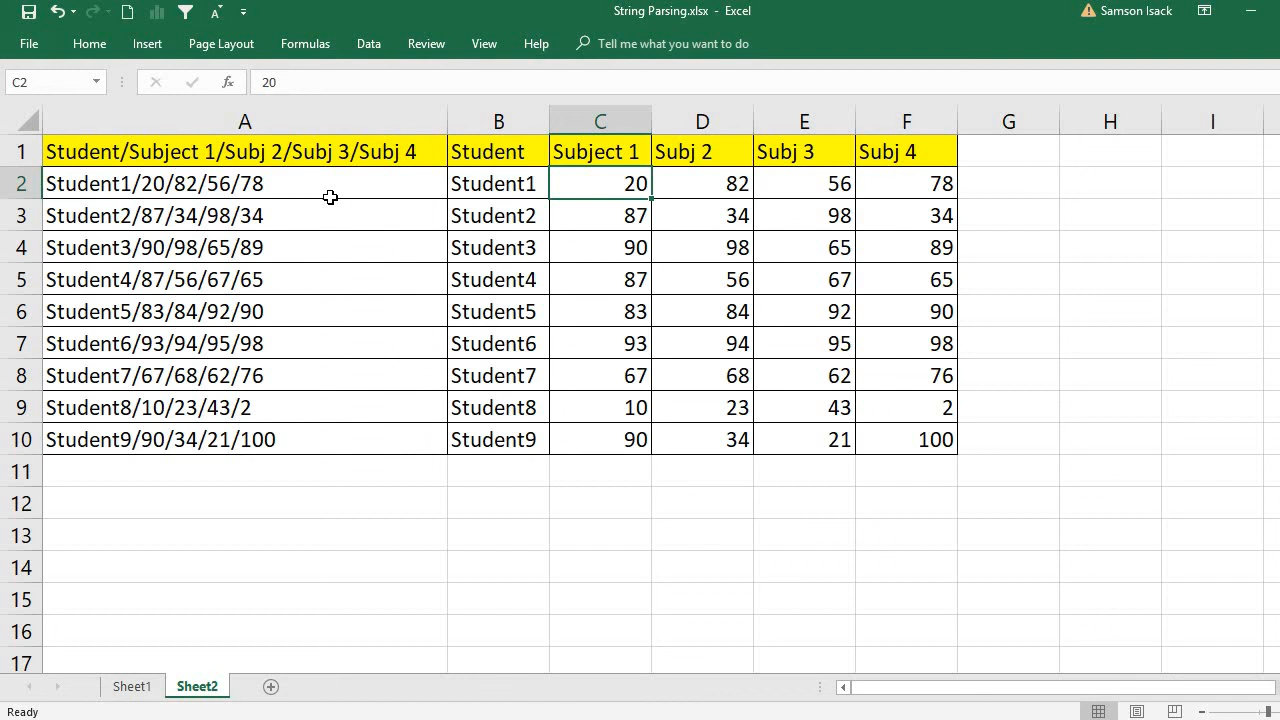 String Parsing.xlsx - Excel
Samson Isack
File Home Insert Page Layout Formulas Data Review View Help Tell me what you want to do
C2 fx 20
A B C D E F G H I
1 Student/Subject 1/Subj 2/Subj 3/Subj 4 Student Subject 1 Subj 2 Subj 3 Subj 4
2 Student1/20/82/56/78 Student1 20 82 56 78
3 Student2/87/34/98/34 Student2 87 34 98 34
4 Student3/90/98/65/89 Student3 90 98 65 89
5 Student4/87/56/67/65 Student4 87 56 67 65
6 Student5/83/84/92/90 Student5 83 84 92 90
7 Student6/93/94/95/98 Student6 93 94 95 98
8 Student7/67/68/62/76 Student7 67 68 62 76
9 Student8/10/23/43/2 Student8 10 23 43 2
10 Student9/90/34/21/100 Student9 90 34 21 100
11
12
13
14
15
16
17
Sheet1 Sheet2
Ready